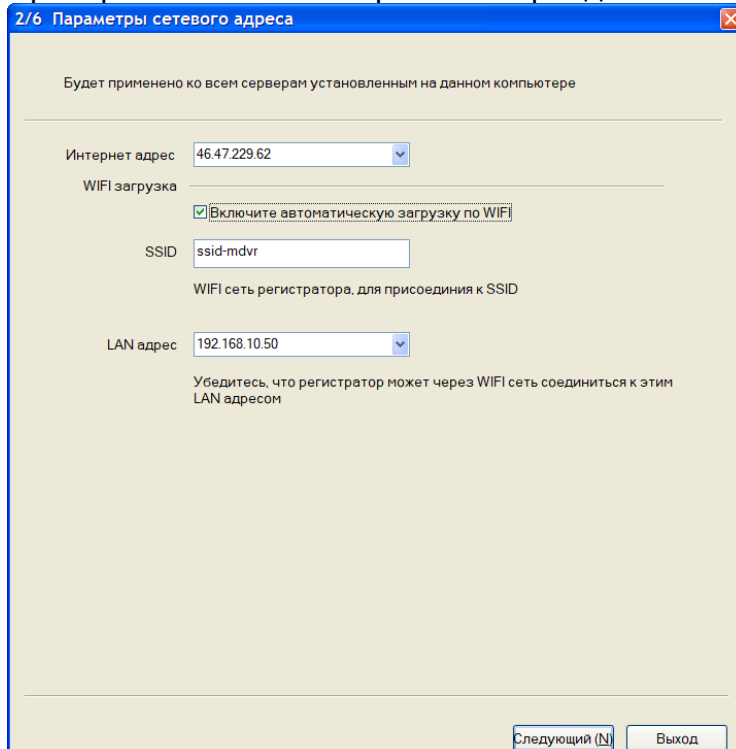 2/6 Параметры сетевого адреса
Будет применено ко всем серверам установленным на данном компьютере
Интернет адрес 46.47.229.62
WIFI загрузка
Включите автоматическую загрузку по WIFI
SSID ssid-mdvr
WIFI сеть регистратора, для присоединия к SSID
LAN адрес 192.168.10.50
Убедитесь, что регистратор может через WIFI сеть соединиться к этим
LAN адресом
Следующий (N) Выход